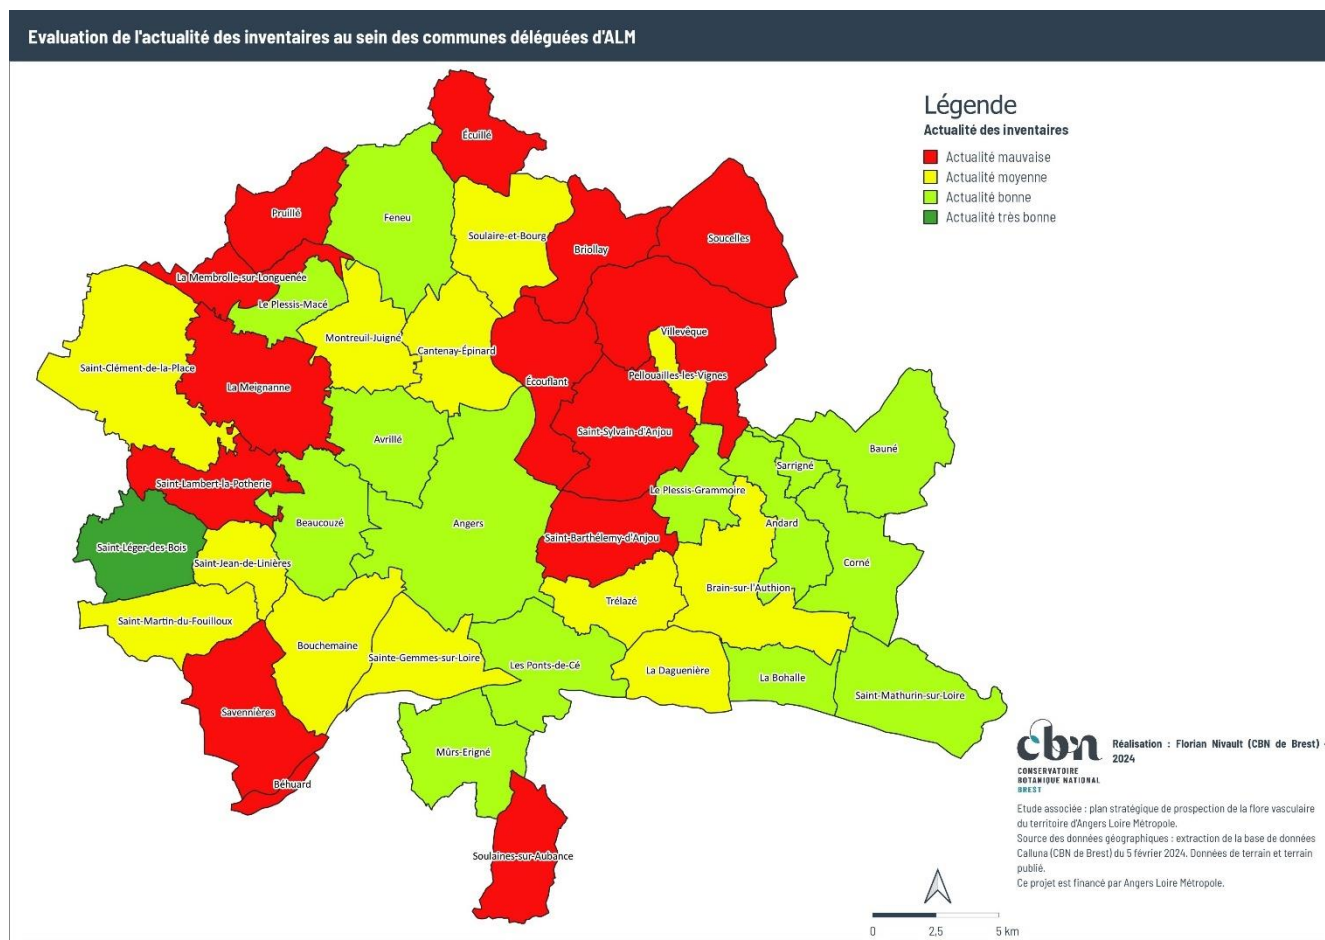 Evaluation de l'actualité des inventaires au sein des communes déléguées d'ALM
Légende
Actualité des inventaires
Actualité mauvaise
Actualité moyenne
Actualité bonne
Actualité très bonne
Écuillé
Pruillé
Feneu
Soulaire-et-Bourg
Briollay
Soucelles
La Membrolle-sur-Longuenée
Le Plessis-Macé
Montreuil-Juigné
Cantenay-Épinard
Villevêque
Saint-Clément-de-la-Place
La Meignanne
Écouflant
Pellouailles-les-Vignes
Saint-Sylvain-d'Anjou
Avrillé
Bauné
Sarrigné
Saint-Lambert-la-Potherie
Le Plessis-Grammoire
Beaucouzé
Angers
Andard
Saint-Barthélemy-d'Anjou
Saint-Léger-des-Bois
Saint-Jean-de-Linières
Corné
Brain-sur-l'Authion
Trélazé
Saint-Martin-du-Fouilloux
Bouchemaine
Sainte-Gemmes-sur-Loire
Les Ponts-de-Cé
La Daguenière
La Bohalle
Saint-Mathurin-sur-Loire
Savennières
Mûrs-Erigné
Béhuard
Soulaines-sur-Aubance
cbn
CONSERVATOIRE
BOTANIQUE NATIONAL
BREST
Réalisation : Florian Nivault (CBN de Brest) -
2024
Etude associée : plan stratégique de prospection de la flore vasculaire
du territoire d'Angers Loire Métropole.
Source des données géographiques : extraction de la base de données
Calluna (CBN de Brest) du 5 février 2024. Données de terrain et terrain
publié.
Ce projet est financé par Angers Loire Métropole.
0 2,5 5 km